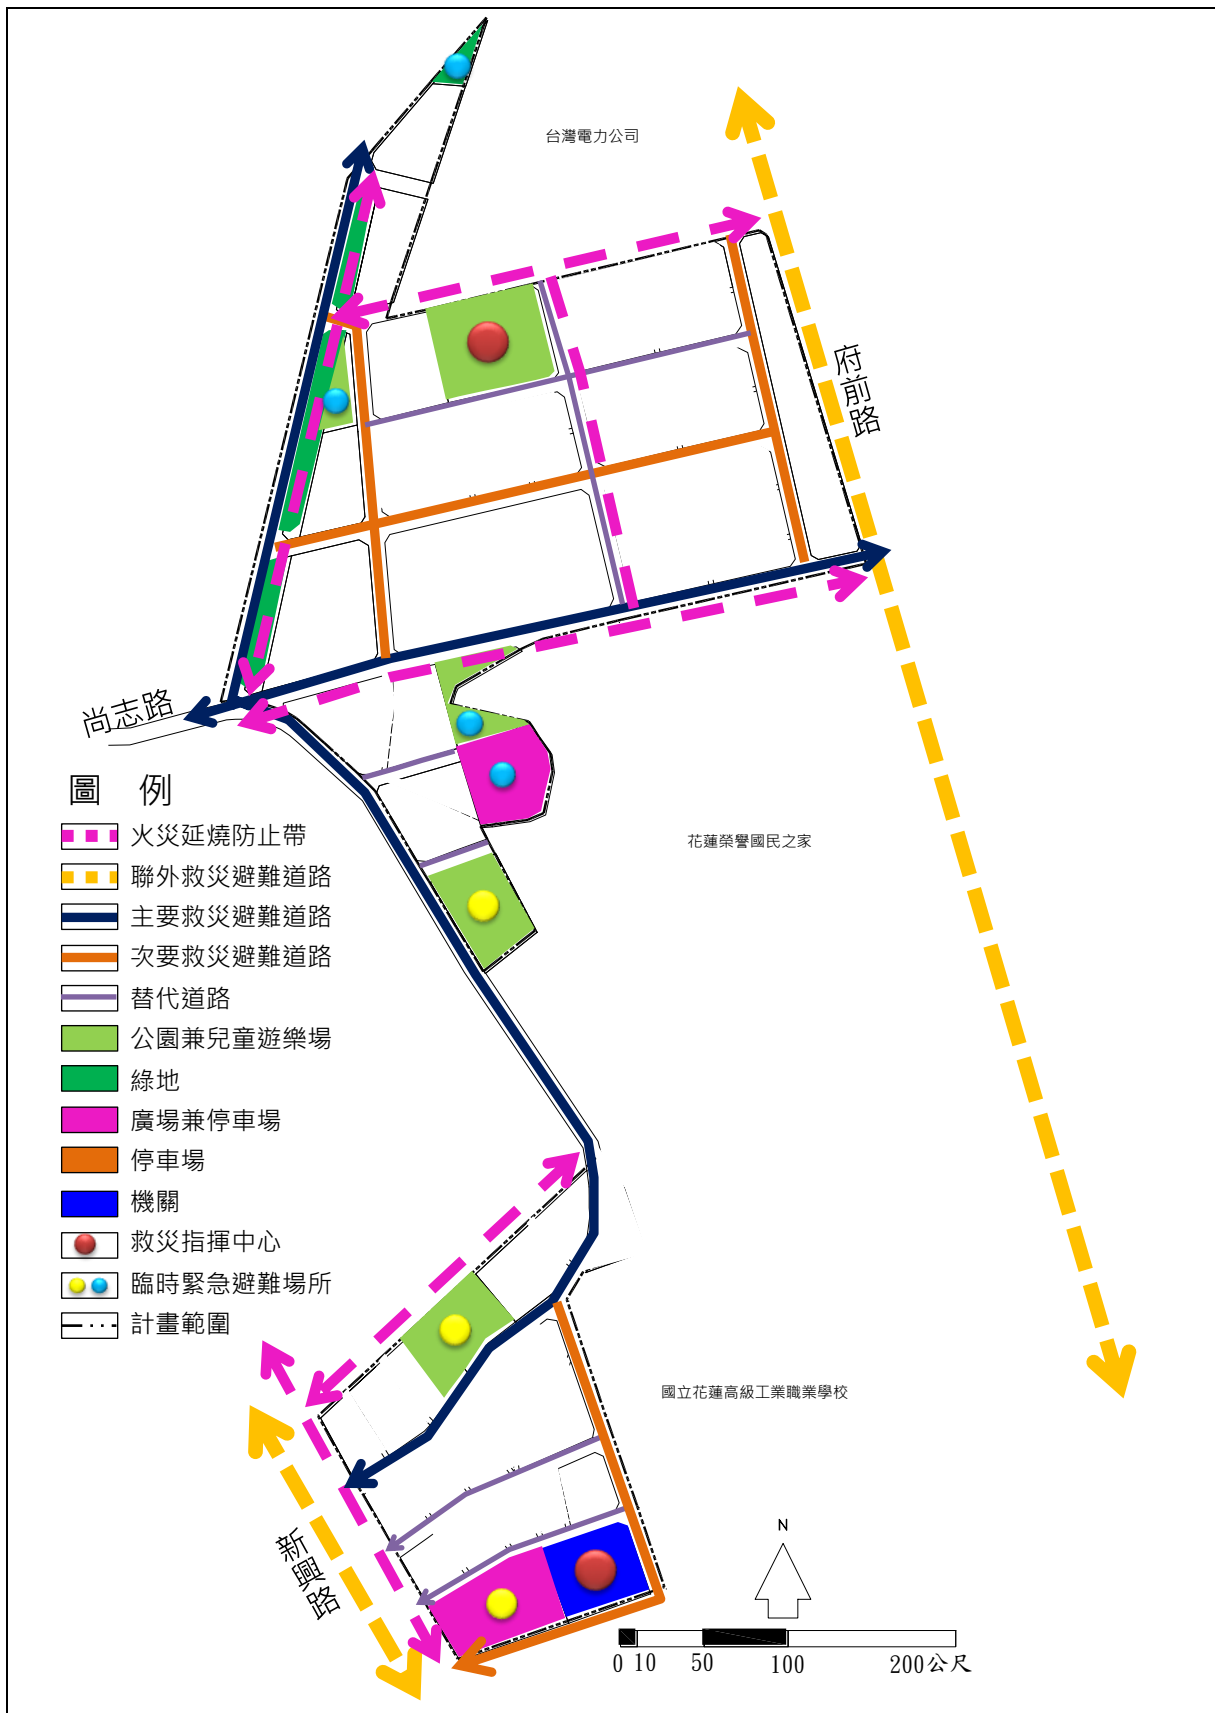 台灣電力公司
府前路
尚志路
圖 例
火災延燒防止帶
聯外救災避難道路
主要救災避難道路
次要救災避難道路
替代道路
公園兼兒童遊樂場
綠地
廣場兼停車場
停車場
機關
救災指揮中心
臨時緊急避難場所
計畫範圍
花蓮榮譽國民之家
國立花蓮高級工業職業學校
新興路
N
0 10 50 100 200公尺